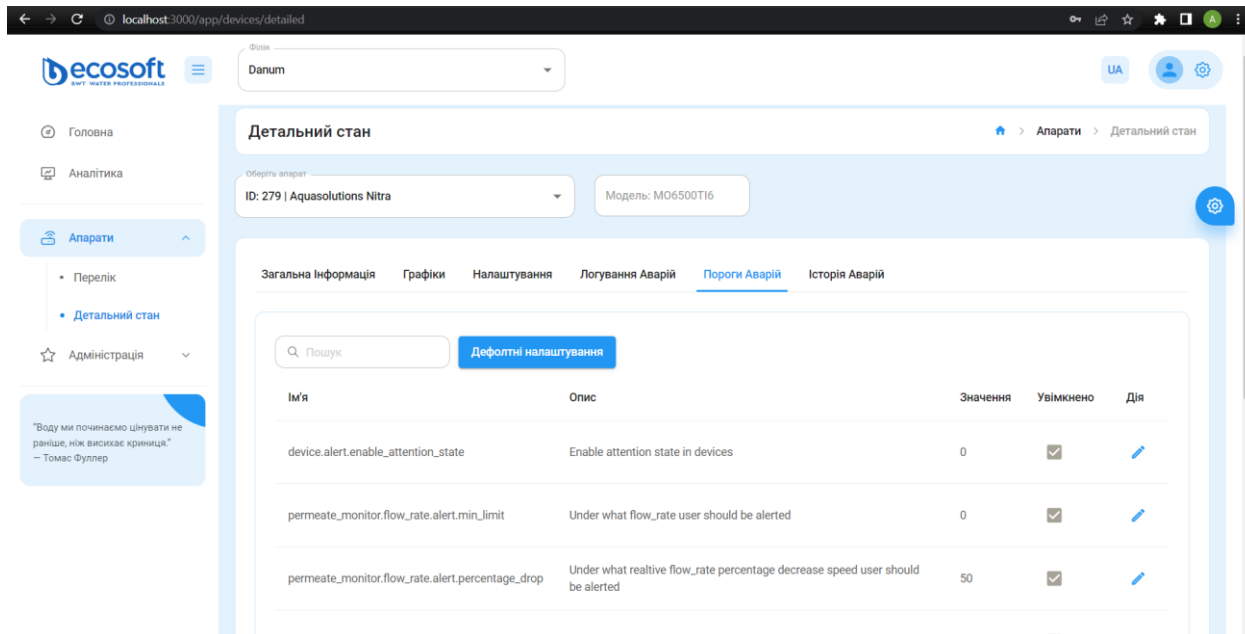 localhost:3000/app/devices/detailed
A
ecosoft
BWT WATER PROFESSIONALS
Філія
Danum
UA
Головна
Аналітика
Апарати
Перелік
Детальний стан
Адміністрація
"Воду ми починаємо цінувати не
раніше, ніж висихає криниця."
— Томас Фуллер
Детальний стан
Апарати > Детальний стан
Оберіть апарат
ID: 279 | Aquasolutions Nitra
Модель: MO6500TI6
Загальна Інформація Графіки Налаштування Логування Аварій Пороги Аварій Історія Аварій
Пошук
Дефолтні налаштування
Ім'я Опис Значення Увімкнено Дія
device.alert.enable_attention_state Enable attention state in devices 0
permeate_monitor.flow_rate.alert.min_limit Under what flow_rate user should be alerted 0
permeate_monitor.flow_rate.alert.percentage_drop Under what realtive flow_rate percentage decrease speed user should
be alerted 50